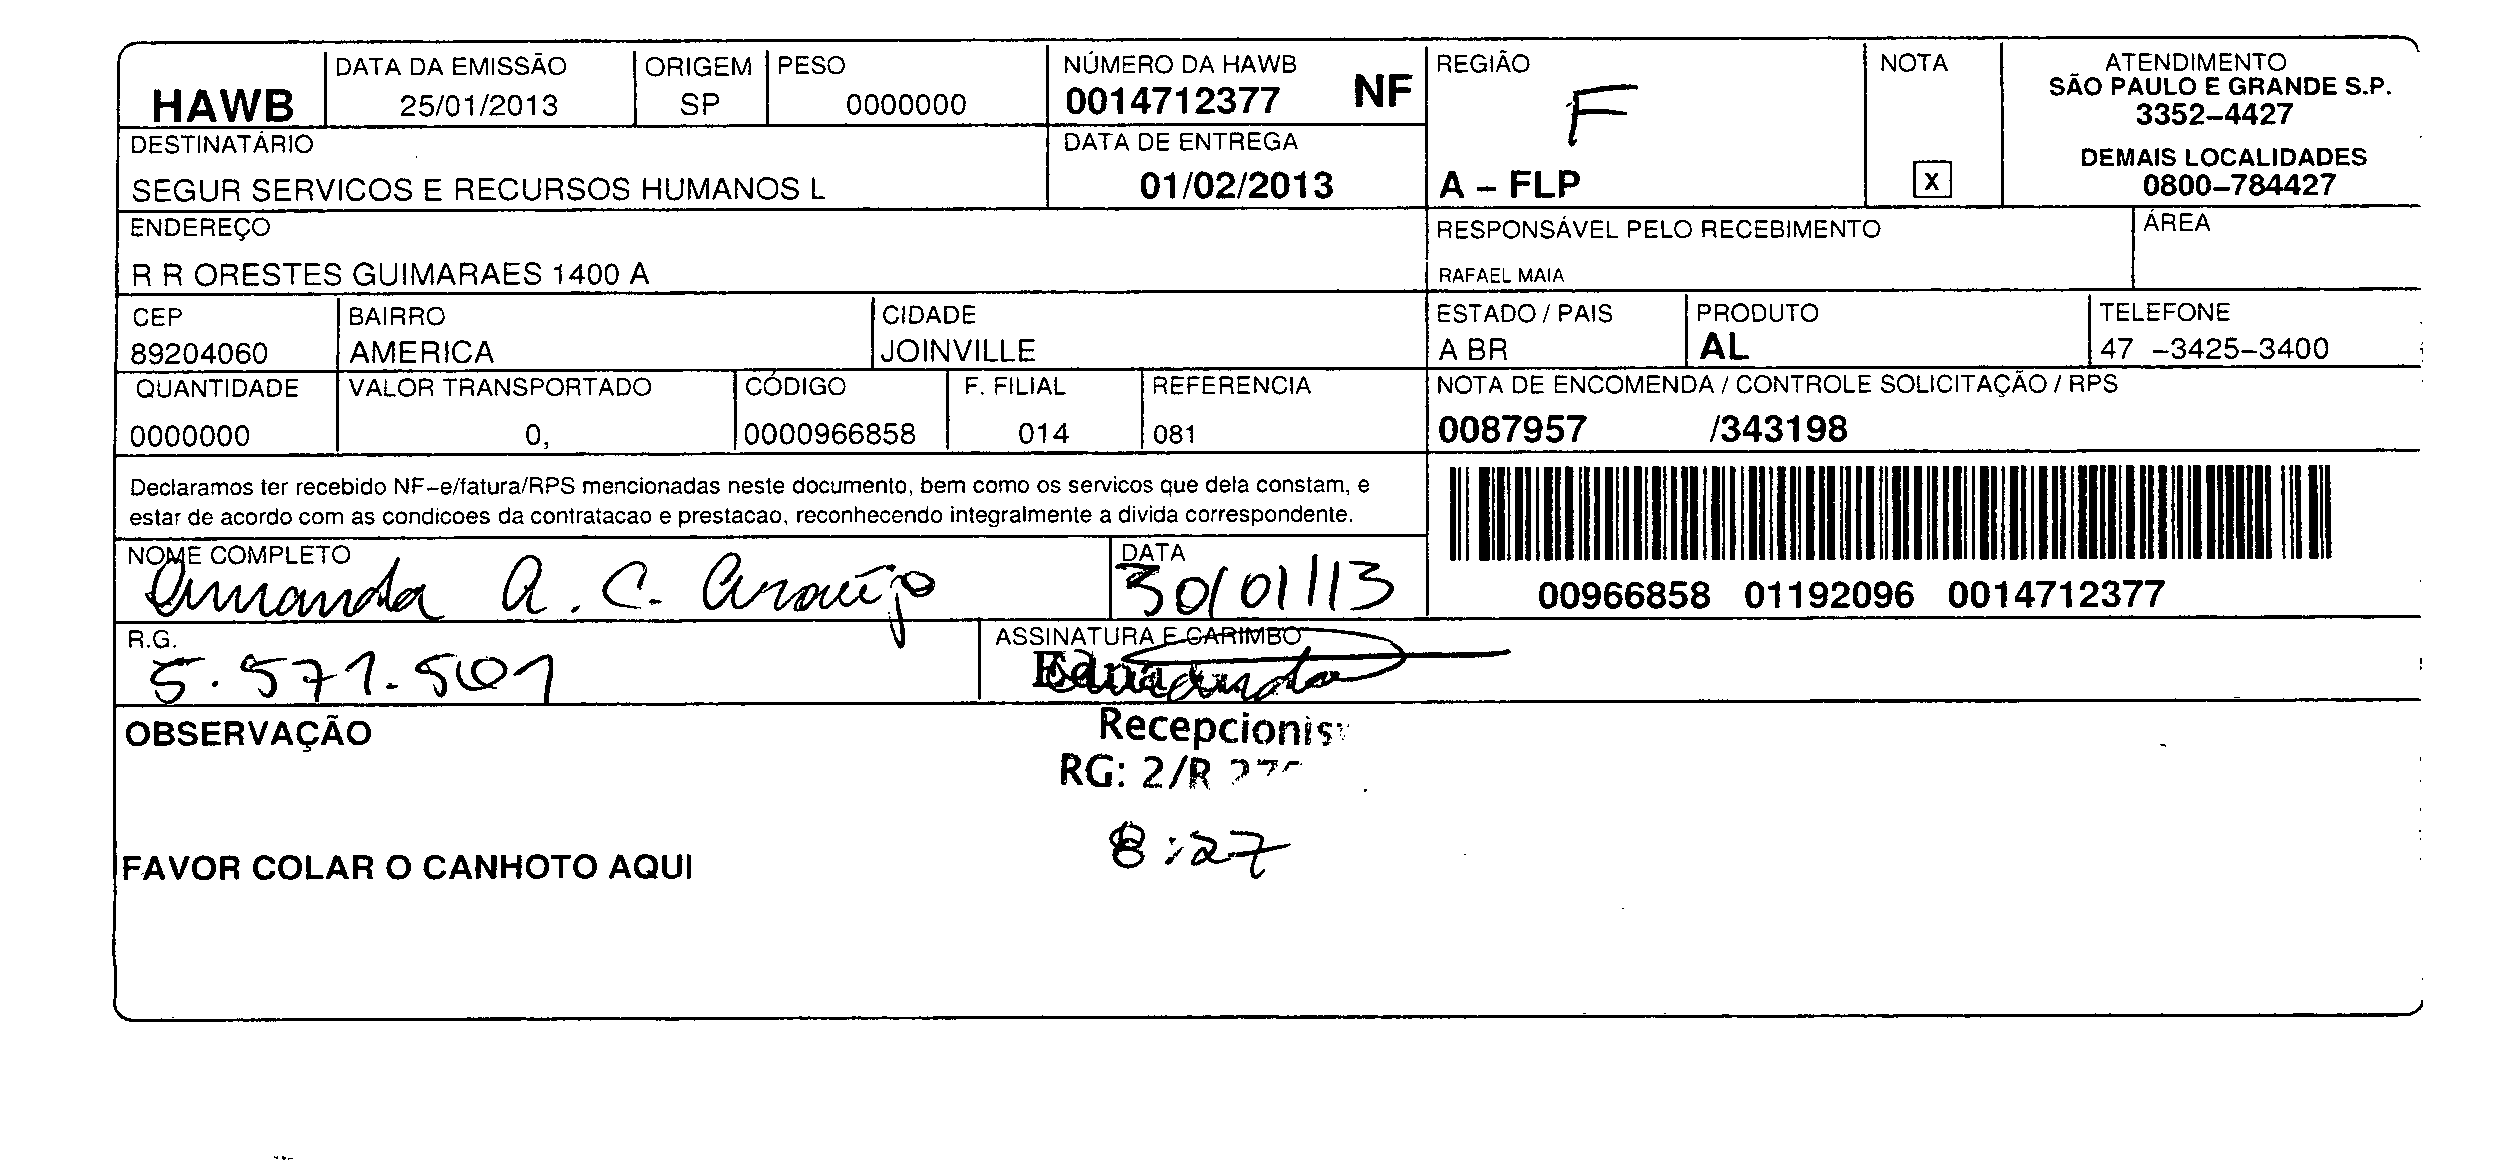 HAWB
DATA DA EMISSÃO
25/01/2013
ORIGEM
SP
PESO
0000000
NÚMERO DA HAWB
0014712377 NF
REGIÃO
F
A – FLP
NOTA
X
ATENDIMENTO
SÃO PAULO E GRANDE S.P.
3352–4427
DEMAIS LOCALIDADES
0800–784427
DESTINATÁRIO
SEGUR SERVICOS E RECURSOS HUMANOS L
DATA DE ENTREGA
01/02/2013
ENDEREÇO
R R ORESTES GUIMARAES 1400 A
RESPONSÁVEL PELO RECEBIMENTO
RAFAEL MAIA
ÁREA
CEP
89204060
BAIRRO
AMERICA
CIDADE
JOINVILLE
ESTADO / PAIS
A BR
PRODUTO
AL
TELEFONE
47 –3425–3400
QUANTIDADE
0000000
VALOR TRANSPORTADO
0,
CÓDIGO
0000966858
F. FILIAL
014
REFERENCIA
081
NOTA DE ENCOMENDA / CONTROLE SOLICITAÇÃO / RPS
0087957 /343198
Declaramos ter recebido NF–e/fatura/RPS mencionadas neste documento, bem como os servicos que dela constam, e
estar de acordo com as condicoes da contratacao e prestacao, reconhecendo integralmente a divida correspondente.
00966858 01192096 0014712377
NOME COMPLETO
Amanda A. C. Araújo
DATA
30/01/13
R.G.
5.571.501
ASSINATURA E CARIMBO
Amanda
Recepcionis
RG: 2/R
OBSERVAÇÃO
8:27
FAVOR COLAR O CANHOTO AQUI